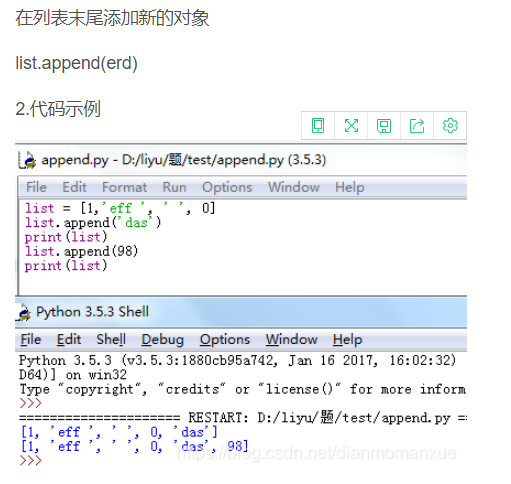 在列表末尾添加新的对象
list.append(erd)
2.代码示例
append.py - D:/liyu/题/test/append.py (3.5.3)
File Edit Format Run Options Window Help
list = [1,'eff ', ' ', 0]
list.append('das')
print(list)
list.append(98)
print(list)
Python 3.5.3 Shell
File Edit Shell Debug Options Window Help
Python 3.5.3 (v3.5.3:1880cb95a742, Jan 16 2017, 16:02:32)
D64)] on win32
Type "copyright", "credits" or "license()" for more inform
>>>
===================== RESTART: D:/liyu/题/test/append.py ==
[1, 'eff ', ' ', 0, 'das']
[1, 'eff ', ' ', 0, 'das', 98]
>>>
https://blog.csdn.net/dianmomanxue